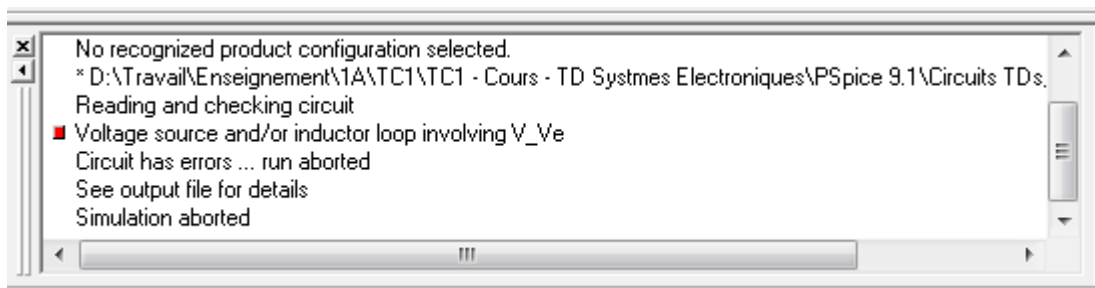 No recognized product configuration selected.
* D:\Travail\Enseignement\1A\TC1\TC1 - Cours - TD Systmes Electroniques\PSpice 9.1\Circuits TDs_
Reading and checking circuit
Voltage source and/or inductor loop involving V_Ve
Circuit has errors ... run aborted
See output file for details
Simulation aborted